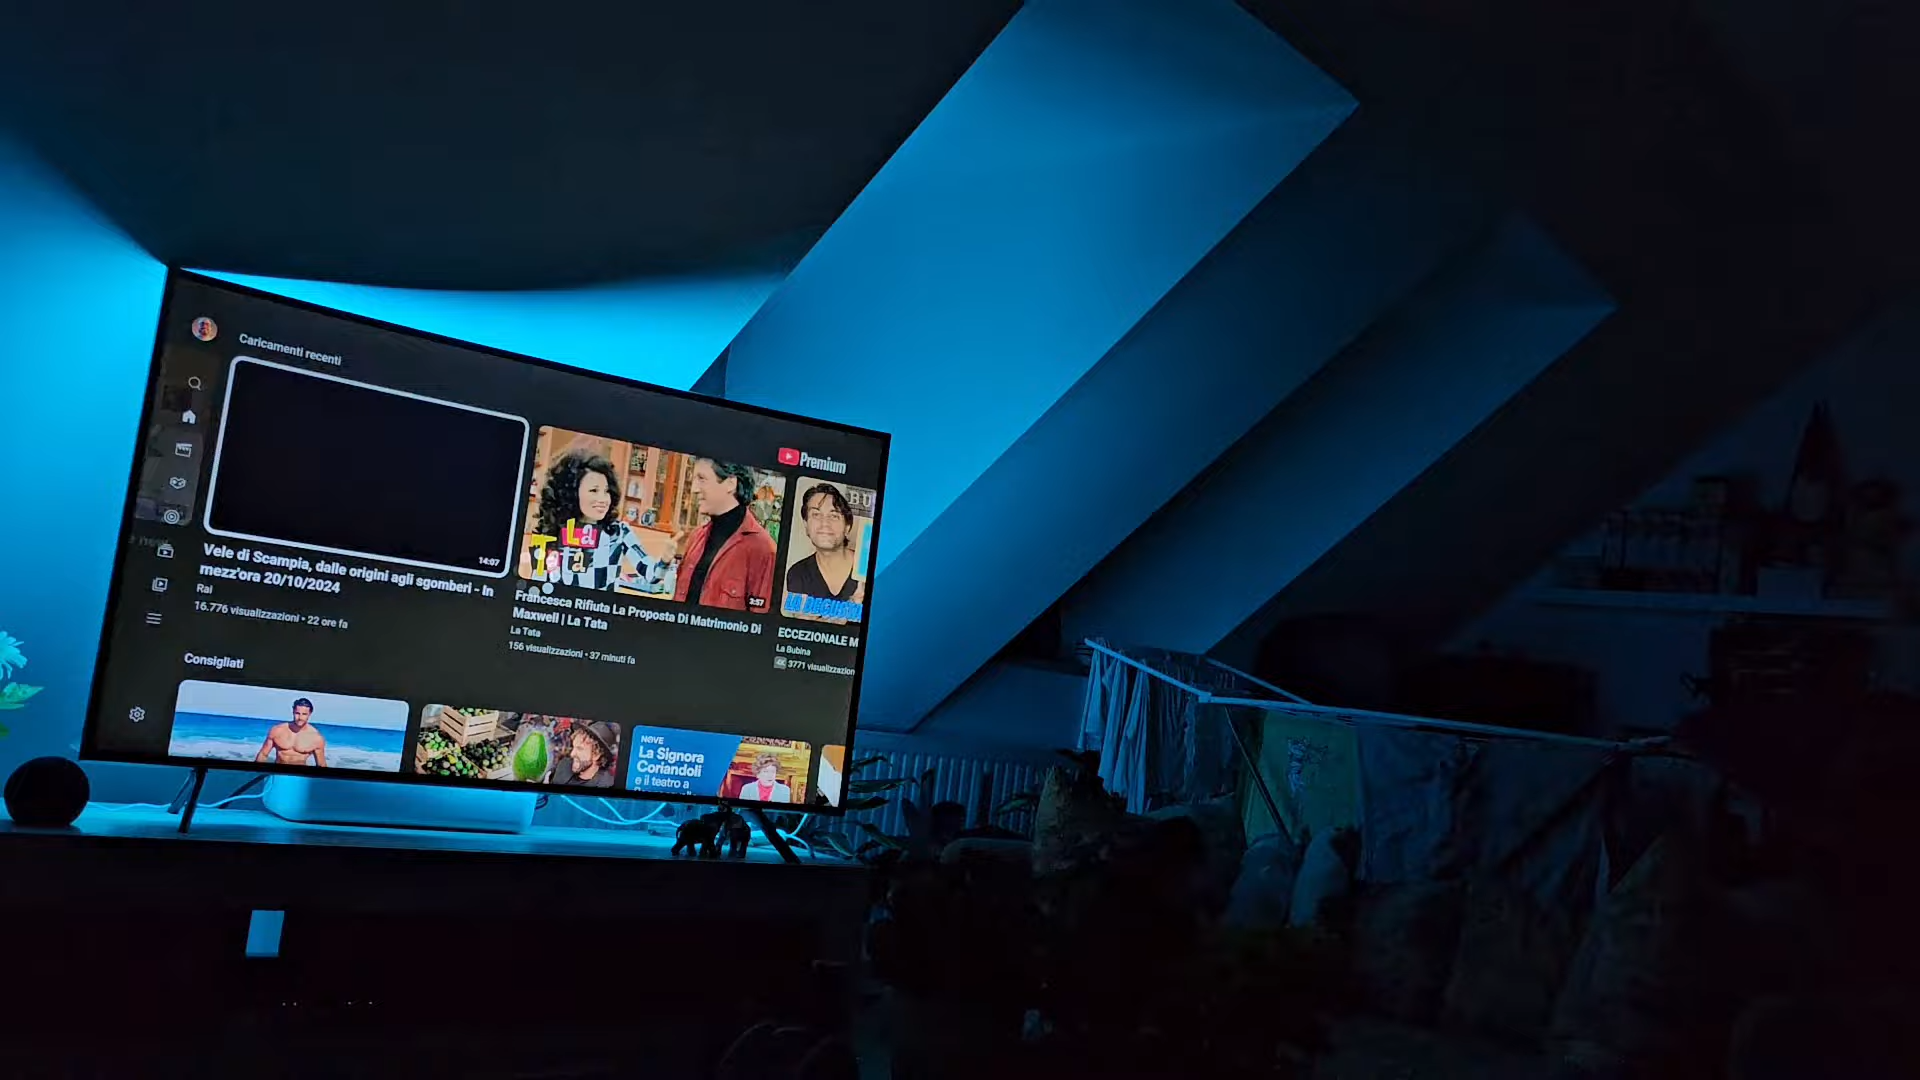 Caricamenti recenti
Premium
14:07
Vele di Scampia, dalle origini agli sgomberi - In
mezz'ora 20/10/2024
Rai
16.776 visualizzazioni • 22 ore fa
La
Tata
2:57
Francesca Rifiuta La Proposta Di Matrimonio Di
Maxwell | La Tata
La Tata
156 visualizzazioni • 37 minuti fa
ECCEZIONALE M
La Bubina
4K 3771 visualizzazion
Consigliati
NOVE
La Signora
Coriandoli
e il teatro a